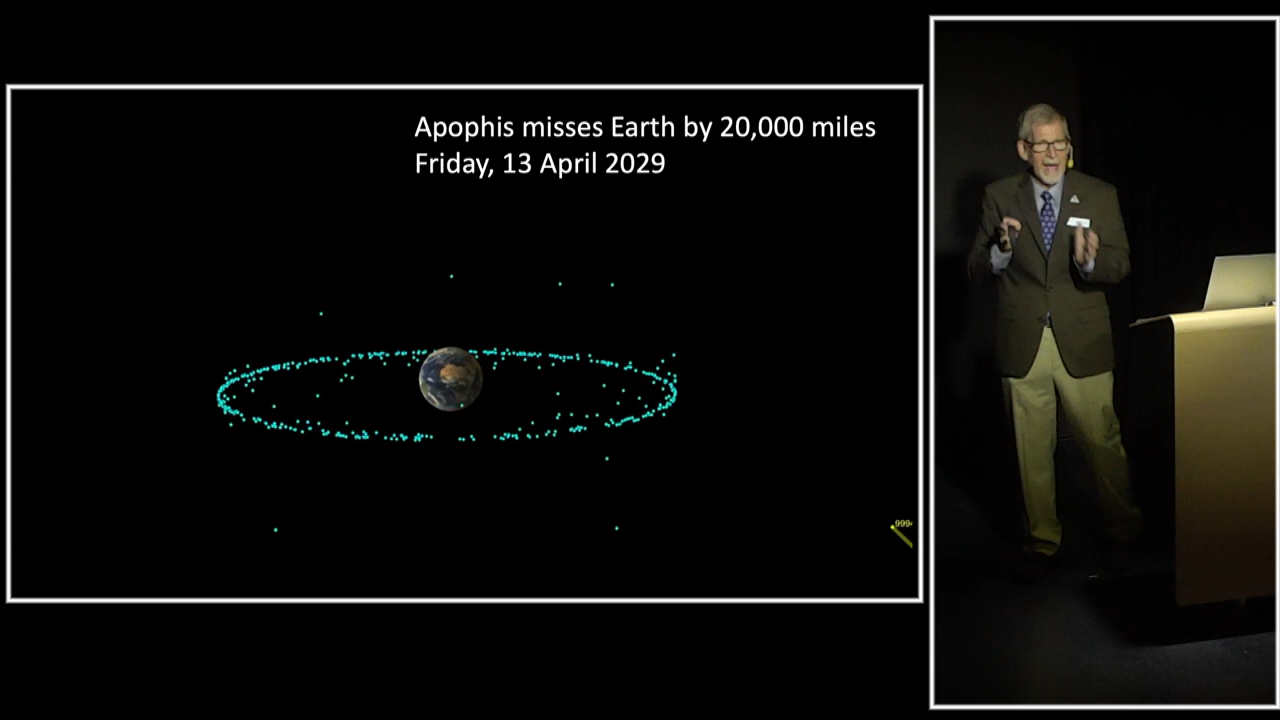 Apophis misses Earth by 20,000 miles
Friday, 13 April 2029